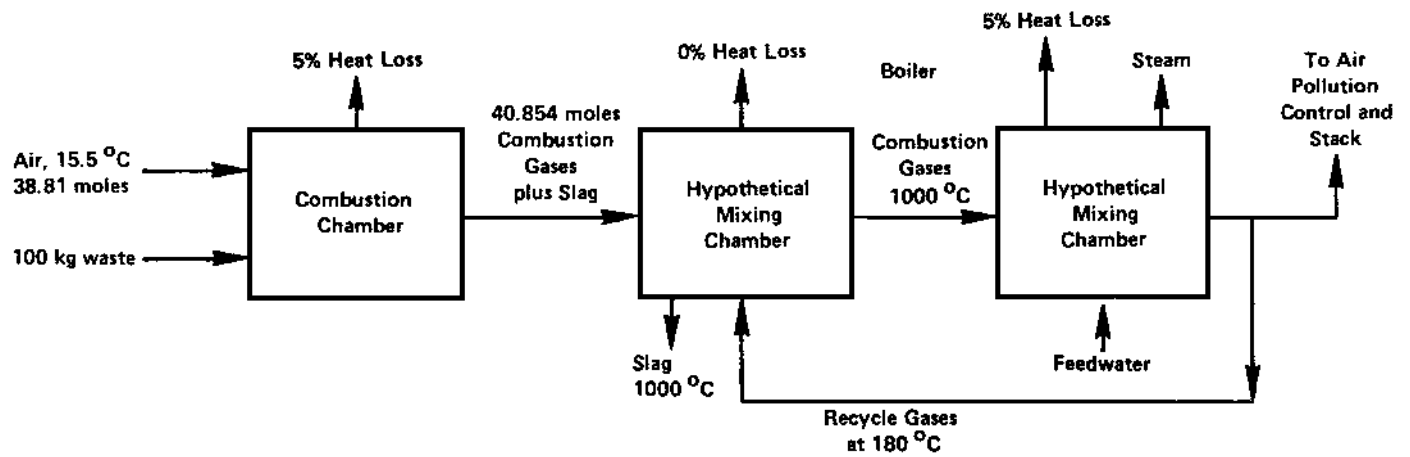 5% Heat Loss
0% Heat Loss
5% Heat Loss
Boiler
Steam
To Air
Pollution
Control and
Stack
Air, 15.5 °C
38.81 moles
100 kg waste
Combustion
Chamber
40.854 moles
Combustion
Gases
plus Slag
Hypothetical
Mixing
Chamber
Combustion
Gases
1000 °C
Hypothetical
Mixing
Chamber
Slag
1000 °C
Feedwater
Recycle Gases
at 180 °C